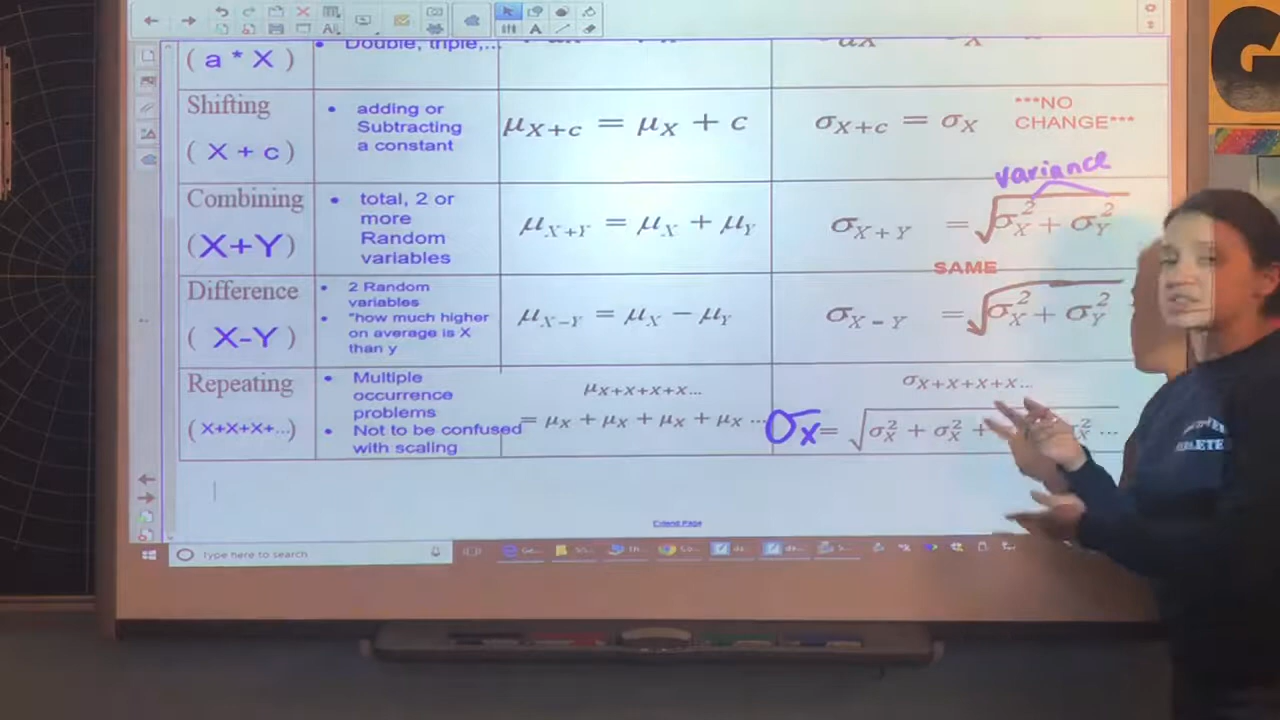 ( a * X )
Double, triple,...
Shifting
( X + c )
adding or
Subtracting
a constant
μX+c = μX + c
σX+c = σX
***NO
CHANGE***
variance
Combining
(X+Y)
total, 2 or
more
Random
variables
μX+Y = μX + μY
σX+Y = √σX² + σY²
SAME
Difference
( X-Y )
2 Random
variables
"how much higher
on average is X
than y
μX-Y = μX − μY
σX-Y = √σX² + σY²
Repeating
(X+X+X+...)
Multiple
occurrence
problems
Not to be confused
with scaling
μX+X+X+X...
= μX + μX + μX + μX ...
σX+X+X+X...
σX = √σX² + σX² +
Extend Page
Type here to search